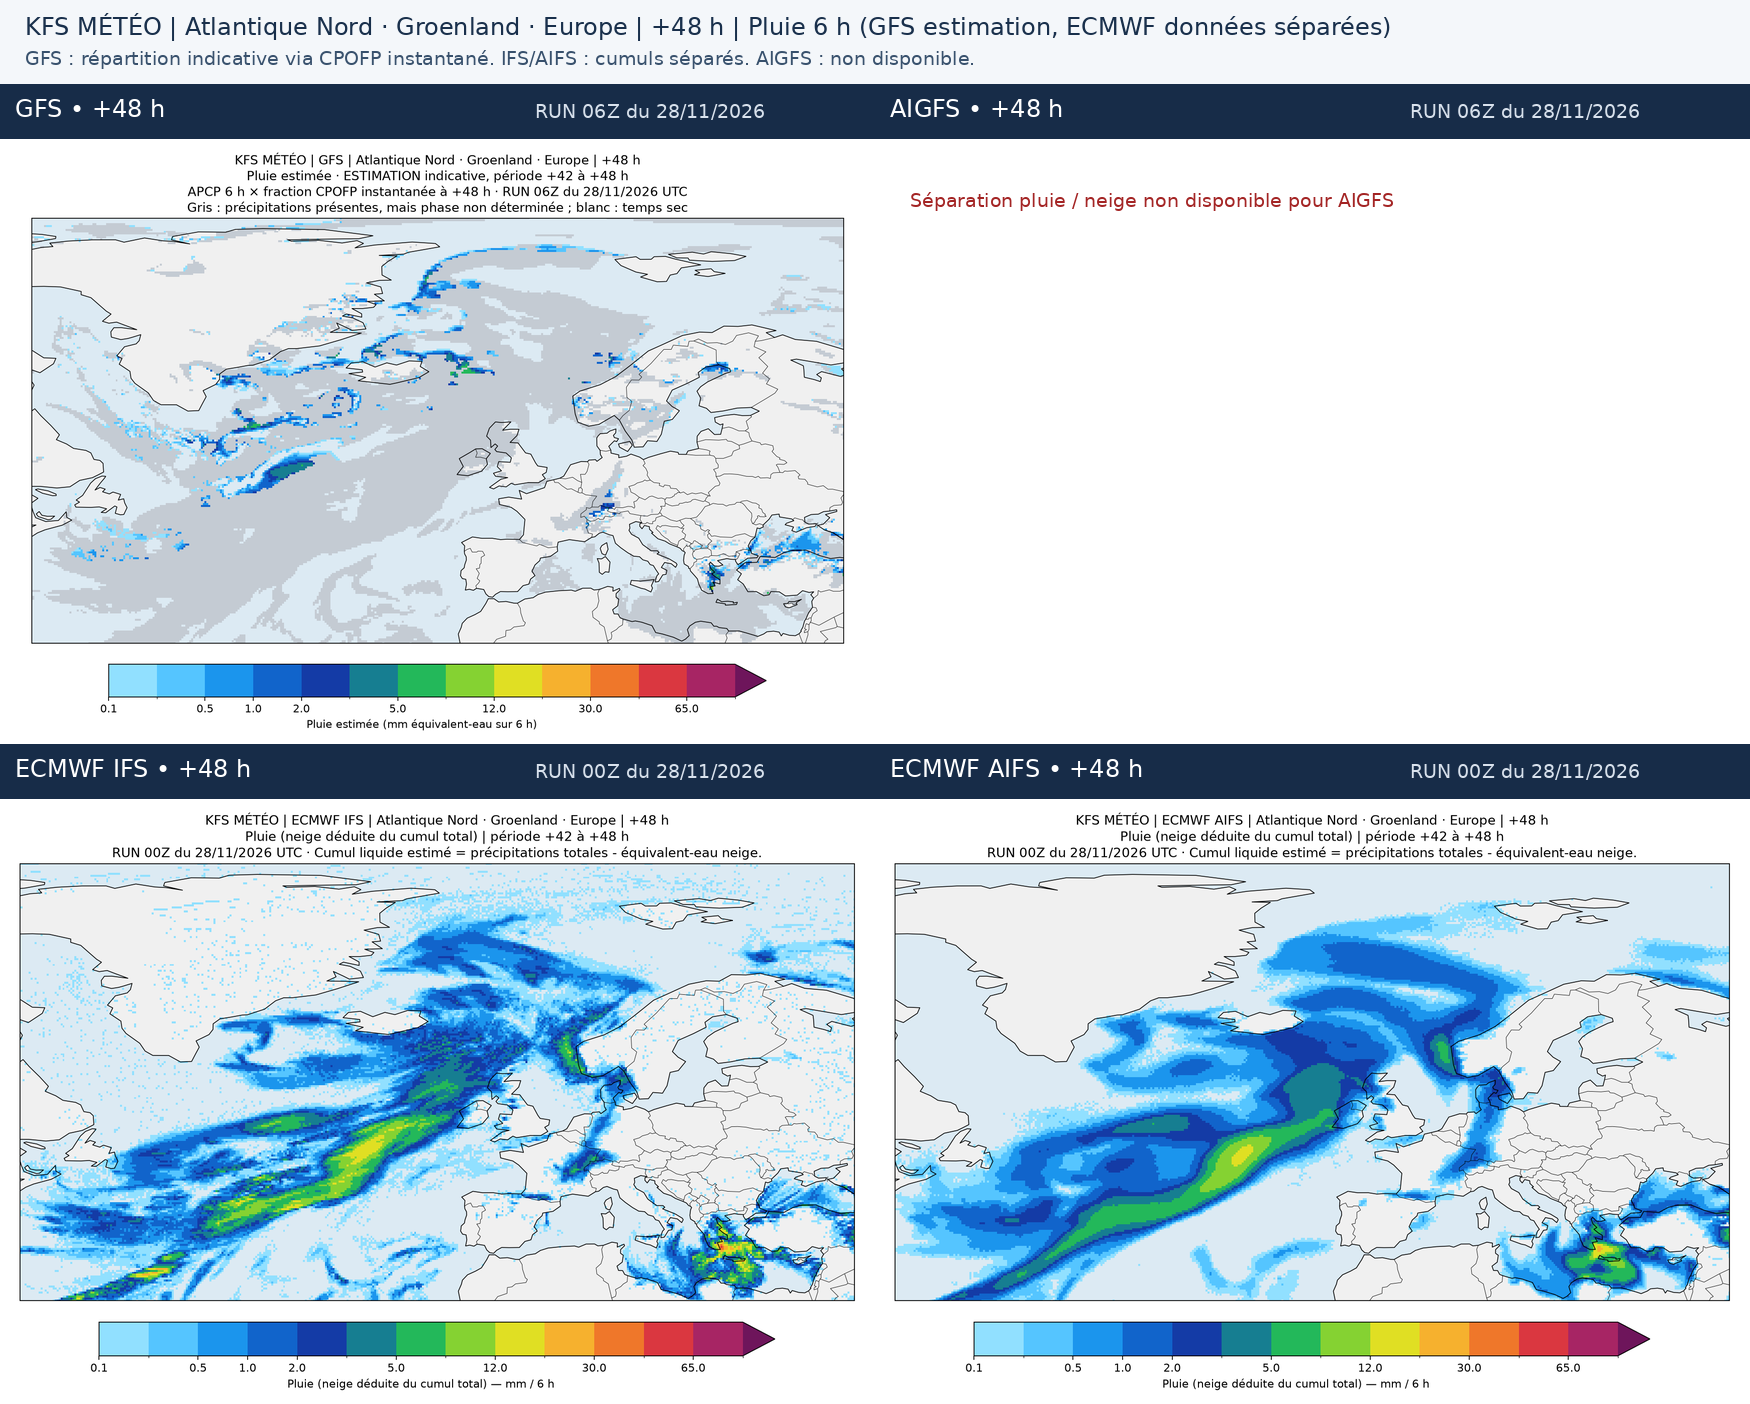 KFS MÉTÉO | Atlantique Nord · Groenland · Europe | +48 h | Pluie 6 h (GFS estimation, ECMWF données séparées)
GFS : répartition indicative via CPOFP instantané. IFS/AIFS : cumuls séparés. AIGFS : non disponible.
GFS • +48 h
RUN 06Z du 28/11/2026
AIGFS • +48 h
RUN 06Z du 28/11/2026
KFS MÉTÉO | GFS | Atlantique Nord · Groenland · Europe | +48 h
Pluie estimée · ESTIMATION indicative, période +42 à +48 h
APCP 6 h × fraction CPOFP instantanée à +48 h · RUN 06Z du 28/11/2026 UTC
Gris : précipitations présentes, mais phase non déterminée ; blanc : temps sec
Séparation pluie / neige non disponible pour AIGFS
0.1 0.5 1.0 2.0 5.0 12.0 30.0 65.0
Pluie estimée (mm équivalent-eau sur 6 h)
ECMWF IFS • +48 h
RUN 00Z du 28/11/2026
ECMWF AIFS • +48 h
RUN 00Z du 28/11/2026
KFS MÉTÉO | ECMWF IFS | Atlantique Nord · Groenland · Europe | +48 h
Pluie (neige déduite du cumul total) | période +42 à +48 h
RUN 00Z du 28/11/2026 UTC · Cumul liquide estimé = précipitations totales - équivalent-eau neige.
KFS MÉTÉO | ECMWF AIFS | Atlantique Nord · Groenland · Europe | +48 h
Pluie (neige déduite du cumul total) | période +42 à +48 h
RUN 00Z du 28/11/2026 UTC · Cumul liquide estimé = précipitations totales - équivalent-eau neige.
0.1 0.5 1.0 2.0 5.0 12.0 30.0 65.0
Pluie (neige déduite du cumul total) — mm / 6 h
0.1 0.5 1.0 2.0 5.0 12.0 30.0 65.0
Pluie (neige déduite du cumul total) — mm / 6 h